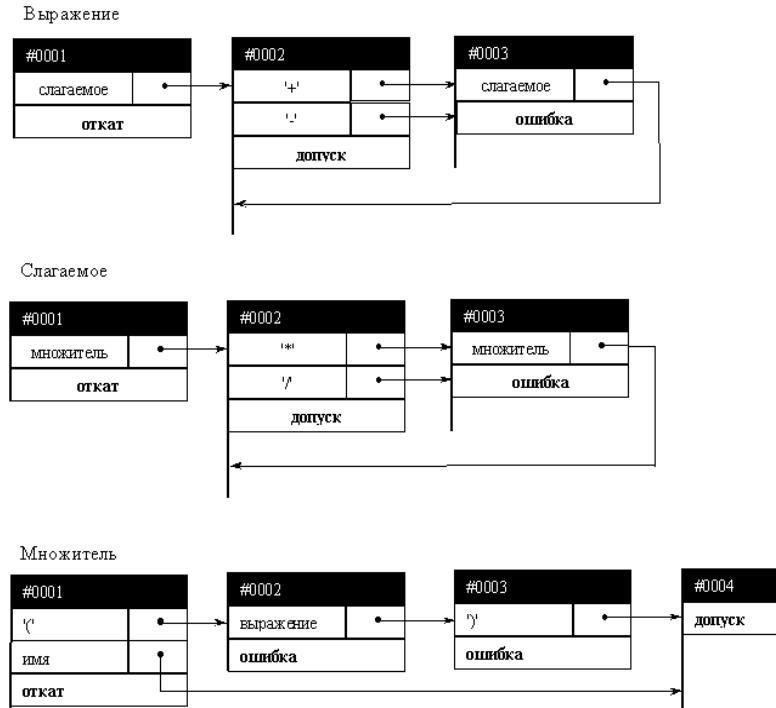 Выражение
#0001 #0002 #0003
слагаемое '+' слагаемое
откат '-' ошибка
допуск
Слагаемое
#0001 #0002 #0003
множитель '*' множитель
откат '/' ошибка
допуск
Множитель
#0001 #0002 #0003 #0004
'(' выражение ')' допуск
имя ошибка ошибка
откат